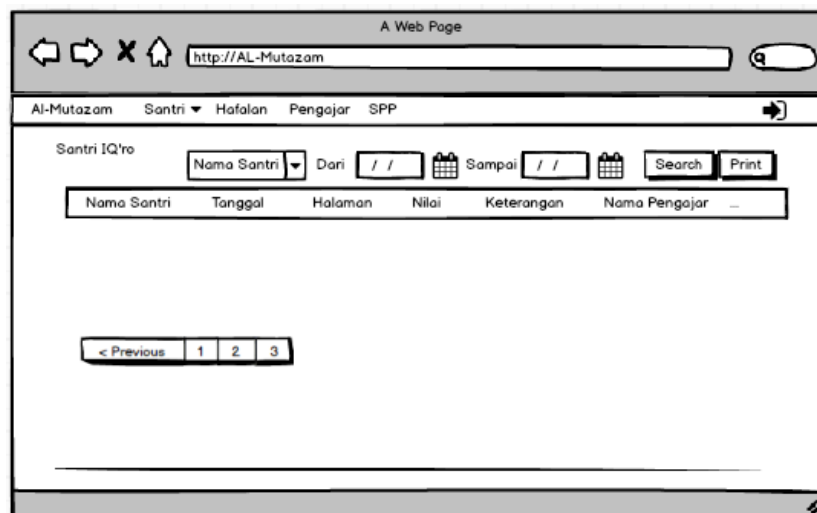 A Web Page
http://AL-Mutazam
Al-Mutazam Santri Hafalan Pengajar SPP
Santri IQ'ro
Nama Santri Dari / / Sampai / / Search Print
Nama Santri Tanggal Halaman Nilai Keterangan Nama Pengajar ...
< Previous 1 2 3